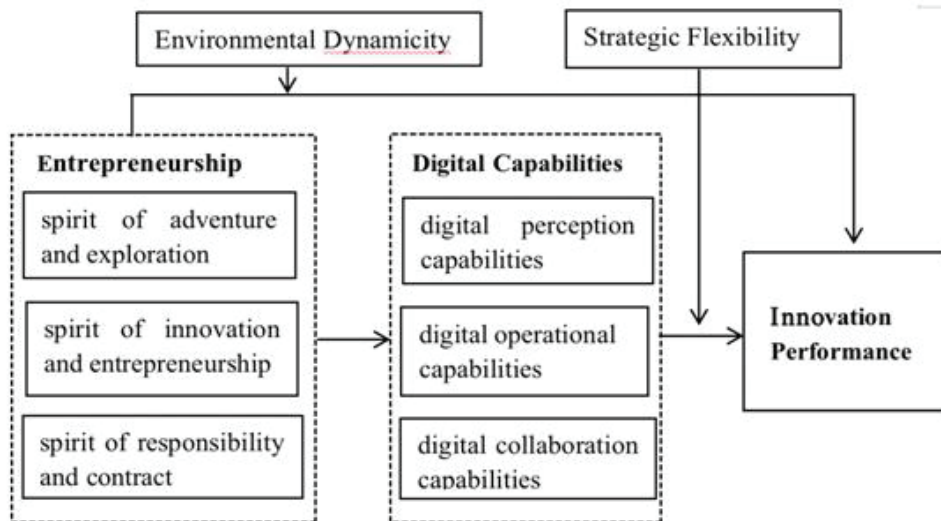 Environmental Dynamicity
Strategic Flexibility
Entrepreneurship
spirit of adventure
and exploration
spirit of innovation
and entrepreneurship
spirit of responsibility
and contract
Digital Capabilities
digital perception
capabilities
digital operational
capabilities
digital collaboration
capabilities
Innovation
Performance